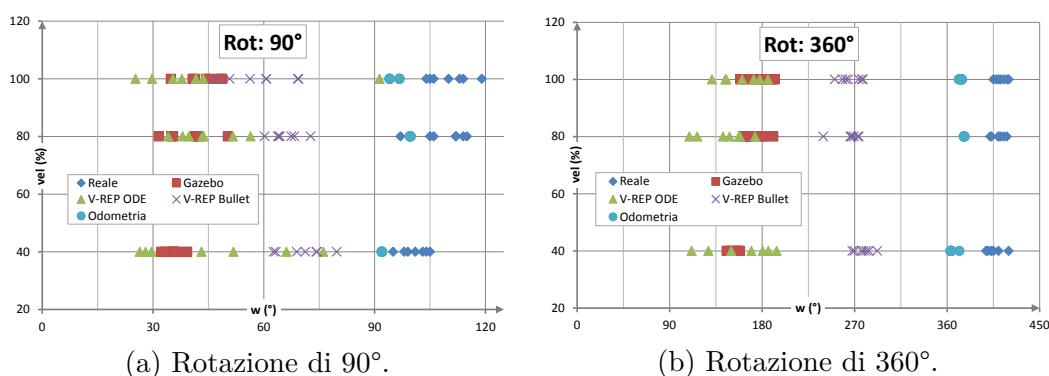 Rot: 90°
120
100
80
60
40
20
vel (%)
Reale
Gazebo
V-REP ODE
V-REP Bullet
Odometria
0
30
60
90
120
w (°)
(a) Rotazione di 90°.
Rot: 360°
120
100
80
60
40
20
vel (%)
Reale
Gazebo
V-REP ODE
V-REP Bullet
Odometria
0
90
180
270
360
450
w (°)
(b) Rotazione di 360°.